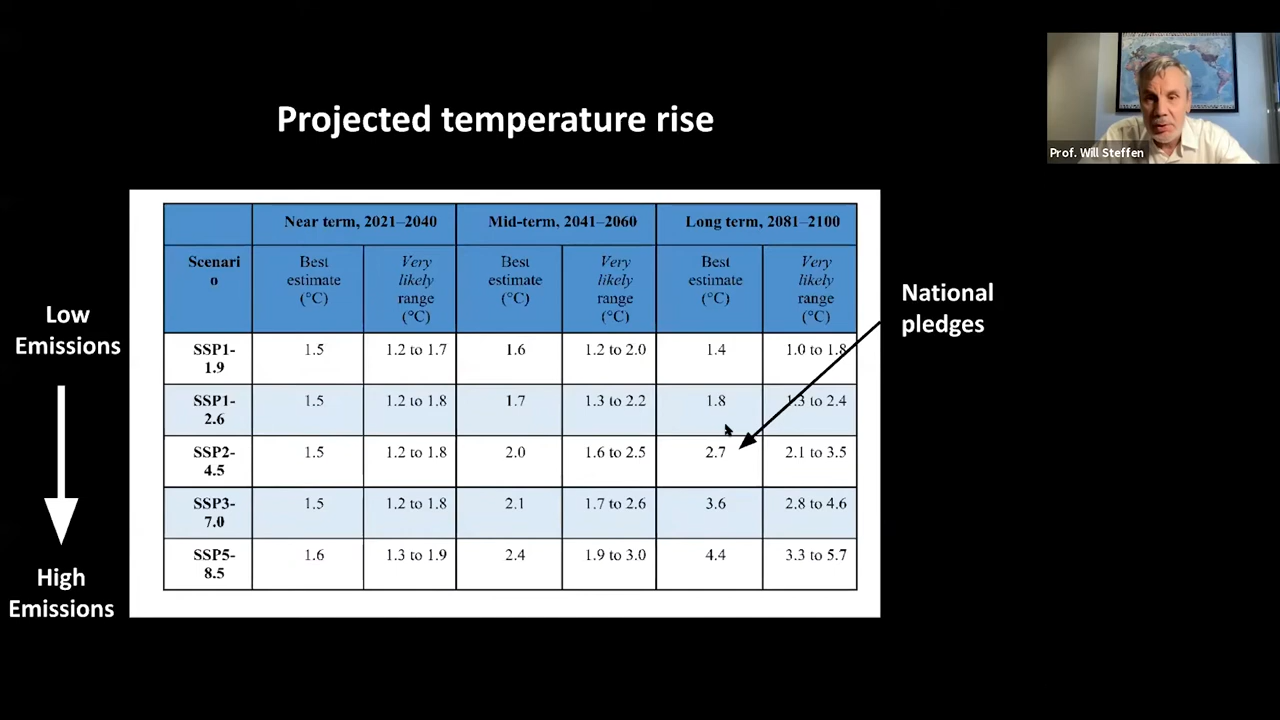 Prof. Will Steffen
Projected temperature rise
Near term, 2021–2040 Mid-term, 2041–2060 Long term, 2081–2100
Scenari
o
Best
estimate
(°C)
Very
likely
range
(°C)
Best
estimate
(°C)
Very
likely
range
(°C)
Best
estimate
(°C)
Very
likely
range
(°C)
National
pledges
Low
Emissions
SSP1-
1.9
1.5 1.2 to 1.7 1.6 1.2 to 2.0 1.4 1.0 to 1.8
SSP1-
2.6
1.5 1.2 to 1.8 1.7 1.3 to 2.2 1.8 1.3 to 2.4
SSP2-
4.5
1.5 1.2 to 1.8 2.0 1.6 to 2.5 2.7 2.1 to 3.5
SSP3-
7.0
1.5 1.2 to 1.8 2.1 1.7 to 2.6 3.6 2.8 to 4.6
SSP5-
8.5
1.6 1.3 to 1.9 2.4 1.9 to 3.0 4.4 3.3 to 5.7
High
Emissions